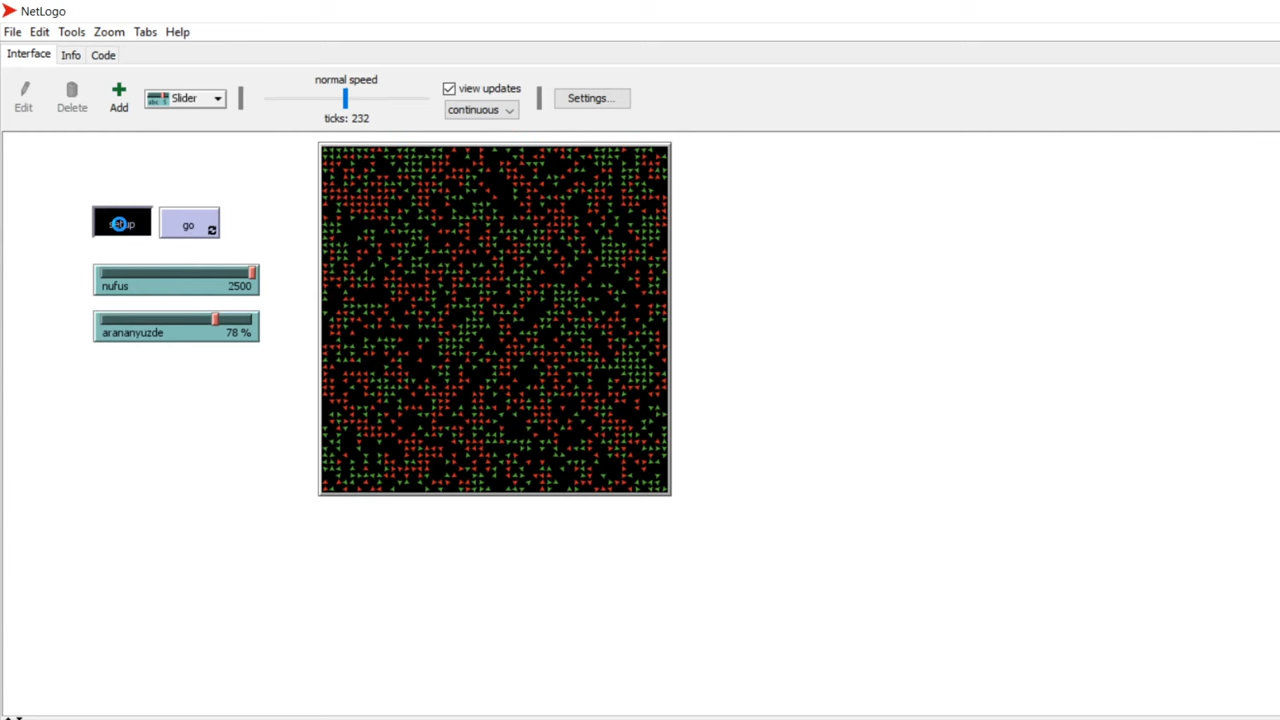 NetLogo
File Edit Tools Zoom Tabs Help
Interface Info Code
normal speed
view updates
Edit Delete Add Slider
continuous
Settings...
ticks: 232
setup go
nufus 2500
arananyuzde 78 %